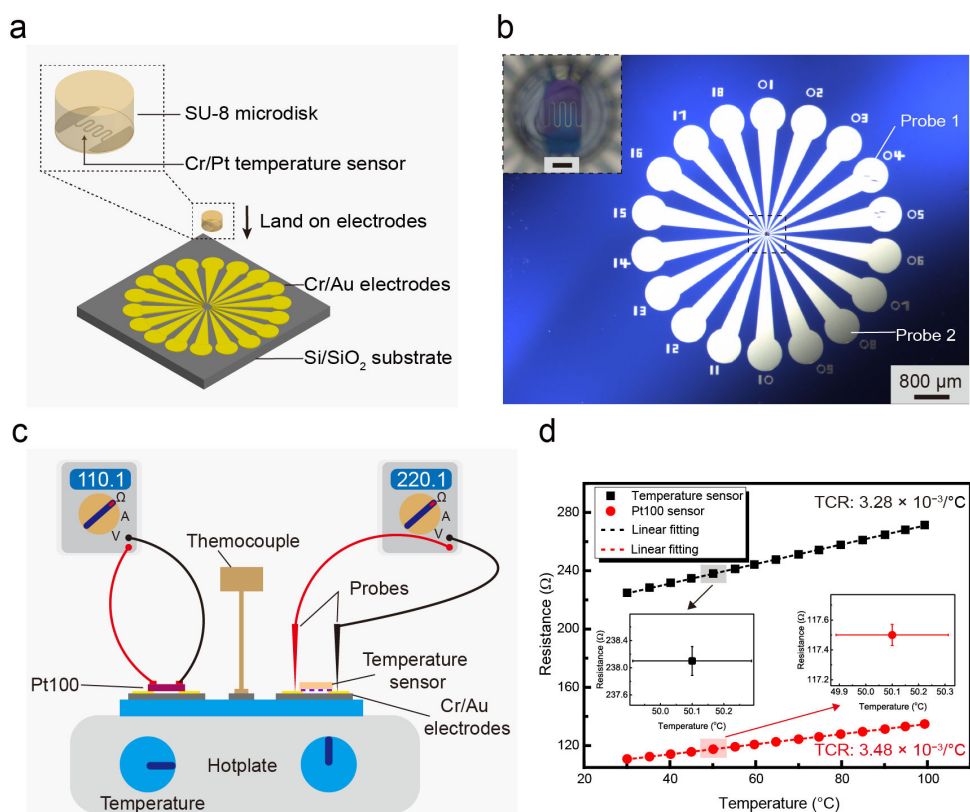 a
SU-8 microdisk
Cr/Pt temperature sensor
Land on electrodes
Cr/Au electrodes
Si/SiO₂ substrate
b
01
02
03
04
05
06
07
08
09
10
11
12
13
14
15
16
17
18
Probe 1
Probe 2
800 μm
c
110.1
Ω
A
V
220.1
Ω
A
V
Themocouple
Probes
Pt100
Temperature
sensor
Cr/Au
electrodes
Hotplate
Temperature
d
Temperature sensor
Pt100 sensor
Linear fitting
Linear fitting
TCR: 3.28 × 10⁻³/°C
TCR: 3.48 × 10⁻³/°C
Resistance (Ω)
280
240
200
160
120
20
40
60
80
100
Temperature (°C)
Resistance (Ω)
238.4
238.0
237.6
50.0
50.1
50.2
Temperature (°C)
Resistance (Ω)
117.6
117.4
117.2
49.9
50.0
50.1
50.2
50.3
Temperature (°C)